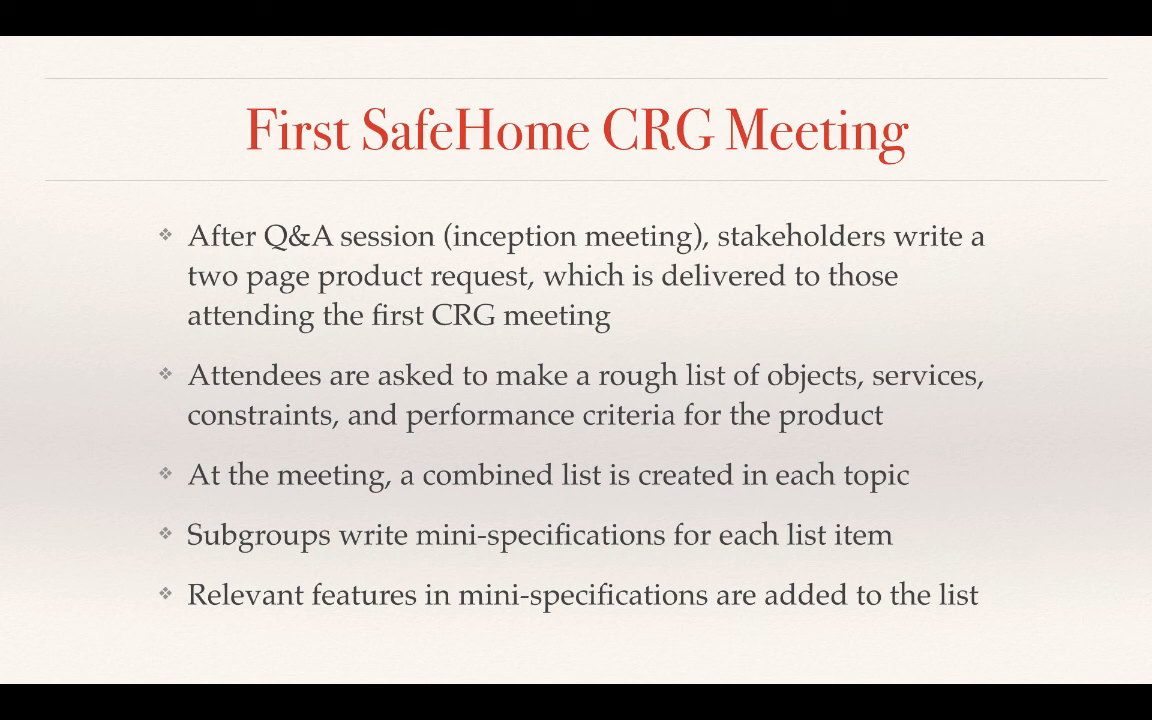 First SafeHome CRG Meeting
❖ After Q&A session (inception meeting), stakeholders write a
two page product request, which is delivered to those
attending the first CRG meeting
❖ Attendees are asked to make a rough list of objects, services,
constraints, and performance criteria for the product
❖ At the meeting, a combined list is created in each topic
❖ Subgroups write mini-specifications for each list item
❖ Relevant features in mini-specifications are added to the list